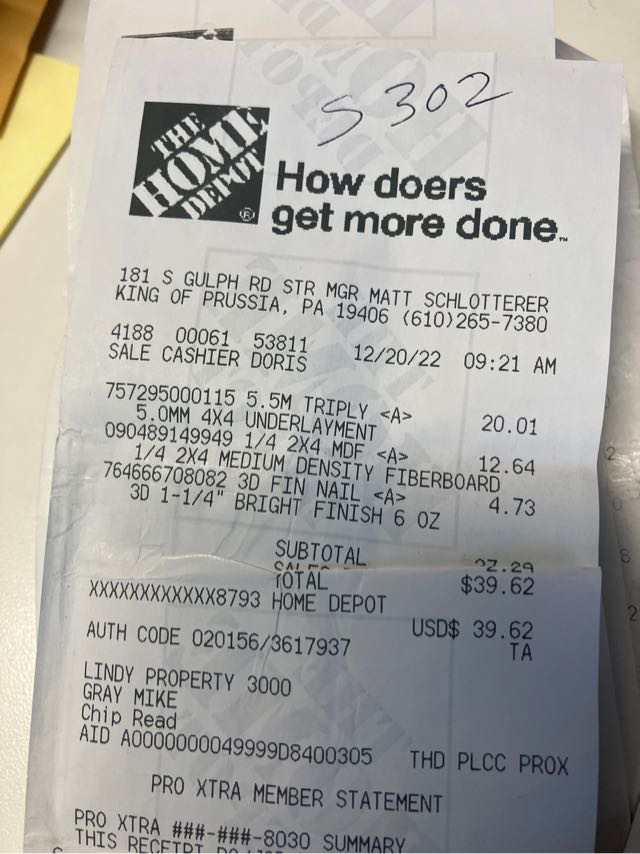 S 302
THE
HOME
DEPOT
®
How doers
get more done.™
181 S GULPH RD STR MGR MATT SCHLOTTERER
KING OF PRUSSIA, PA 19406 (610)265-7380
4188 00061 53811 12/20/22 09:21 AM
SALE CASHIER DORIS
757295000115 5.5M TRIPLY <A> 20.01
5.0MM 4X4 UNDERLAYMENT
090489149949 1/4 2X4 MDF <A> 12.64
1/4 2X4 MEDIUM DENSITY FIBERBOARD
764666708082 3D FIN NAIL <A> 4.73
3D 1-1/4" BRIGHT FINISH 6 OZ
SUBTOTAL
TOTAL $39.62
XXXXXXXXXXXX8793 HOME DEPOT
USD$ 39.62
AUTH CODE 020156/3617937 TA
LINDY PROPERTY 3000
GRAY MIKE
Chip Read
AID A0000000049999D8400305 THD PLCC PROX
PRO XTRA MEMBER STATEMENT
PRO XTRA ###-###-8030 SUMMARY
THIS RECEIPT